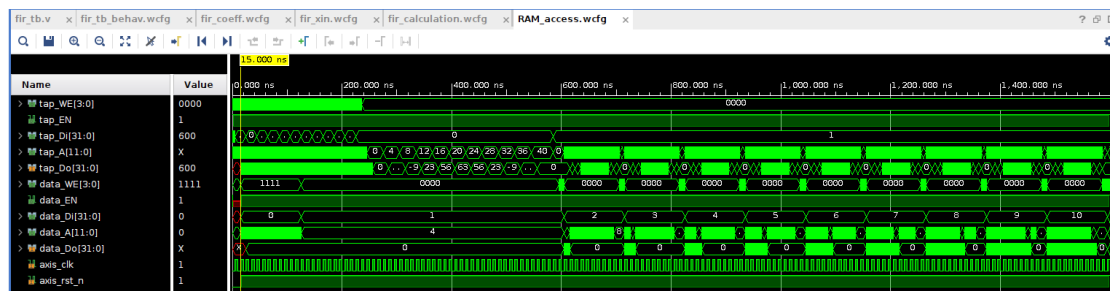 fir_tb.v × fir_tb_behav.wcfg × fir_coeff.wcfg × fir_xin.wcfg × fir_calculation.wcfg × RAM_access.wcfg ×
15.000 ns
Name Value 0.000 ns 200.000 ns 400.000 ns 600.000 ns 800.000 ns 1,000.000 ns 1,200.000 ns 1,400.000 ns
tap_WE[3:0] 0000 0000
tap_EN 1
tap_Di[31:0] 600 0 0 1
tap_A[11:0] X 0 4 8 12 16 20 24 28 32 36 40 0
tap_Do[31:0] 600 0 .. -9 23 56 63 56 23 -9 .. 0 0 0 0 0 0 0 0 0
data_WE[3:0] 1111 1111 0000 0000 0000 0000 0000 0000 0000 0000 0000 0000
data_EN 1
data_Di[31:0] 0 0 1 2 3 4 5 6 7 8 9 10
data_A[11:0] 0 4 8
data_Do[31:0] X X 0 0 0 0 0 0 0 0 0 0
axis_clk 1
axis_rst_n 1